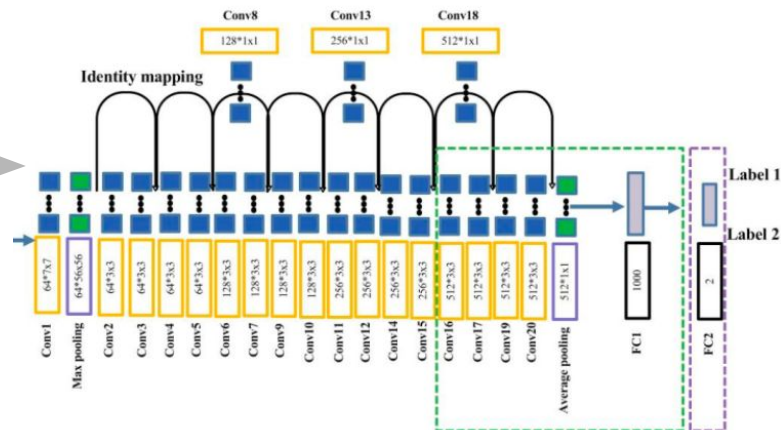 Conv8
Conv13
Conv18
128*1x1
256*1x1
512*1x1
Identity mapping
Label 1
Label 2
64*7x7
64*56x56
64*3x3
64*3x3
64*3x3
64*3x3
128*3x3
128*3x3
128*3x3
128*3x3
256*3x3
256*3x3
256*3x3
256*3x3
512*3x3
512*3x3
512*3x3
512*3x3
512*1x1
1000
2
Conv1
Max pooling
Conv2
Conv3
Conv4
Conv5
Conv6
Conv7
Conv9
Conv10
Conv11
Conv12
Conv14
Conv15
Conv16
Conv17
Conv19
Conv20
Average pooling
FC1
FC2